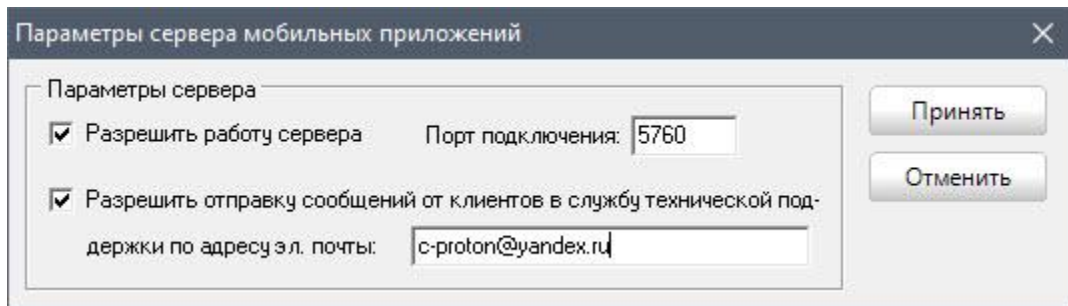 Параметры сервера мобильных приложений
Параметры сервера
Разрешить работу сервера Порт подключения: 5760
Разрешить отправку сообщений от клиентов в службу технической под-
держки по адресу эл. почты: c-proton@yandex.ru
Принять
Отменить